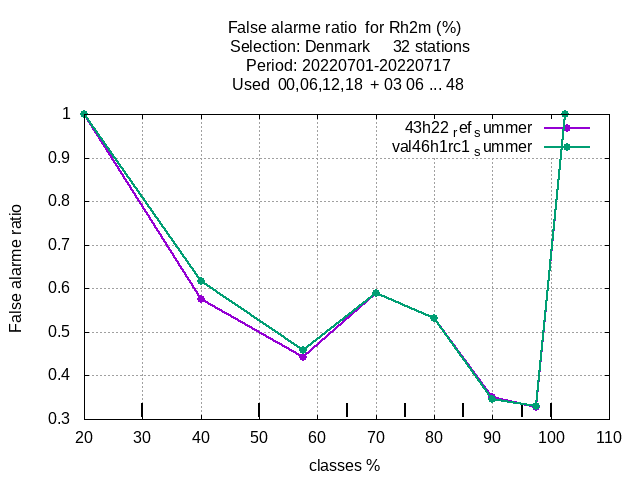 False alarme ratio  for Rh2m (%)
Selection: Denmark     32 stations
Period: 20220701-20220717
Used  00,06,12,18  + 03 06 ... 48
43h22 ref summer
val46h1rc1 summer
1
0.9
0.8
0.7
0.6
0.5
0.4
0.3
False alarme ratio
20 30 40 50 60 70 80 90 100 110
classes %